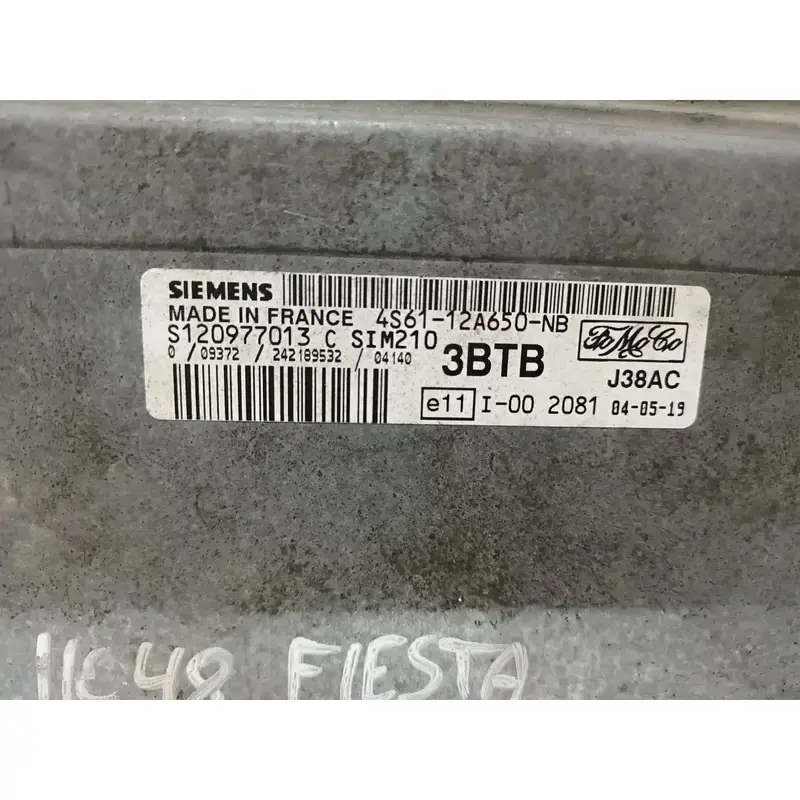 SIEMENS
MADE IN FRANCE 4S61-12A650-NB
S120977013 C SIM210
0 / 09372 / 242189532 / 04140
3BTB
FoMoCo
J38AC
e11 I-00 2081 04-05-19
11C48 FIESTA